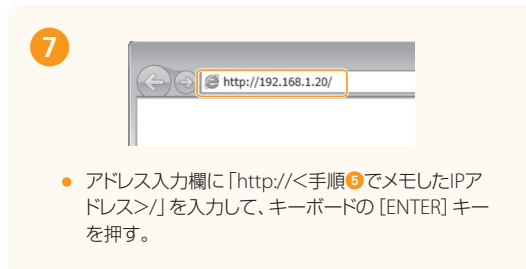 7
http://192.168.1.20/
● アドレス入力欄に「http://<手順❺でメモしたIPア
ドレス>/」を入力して、キーボードの［ENTER］キー
を押す。